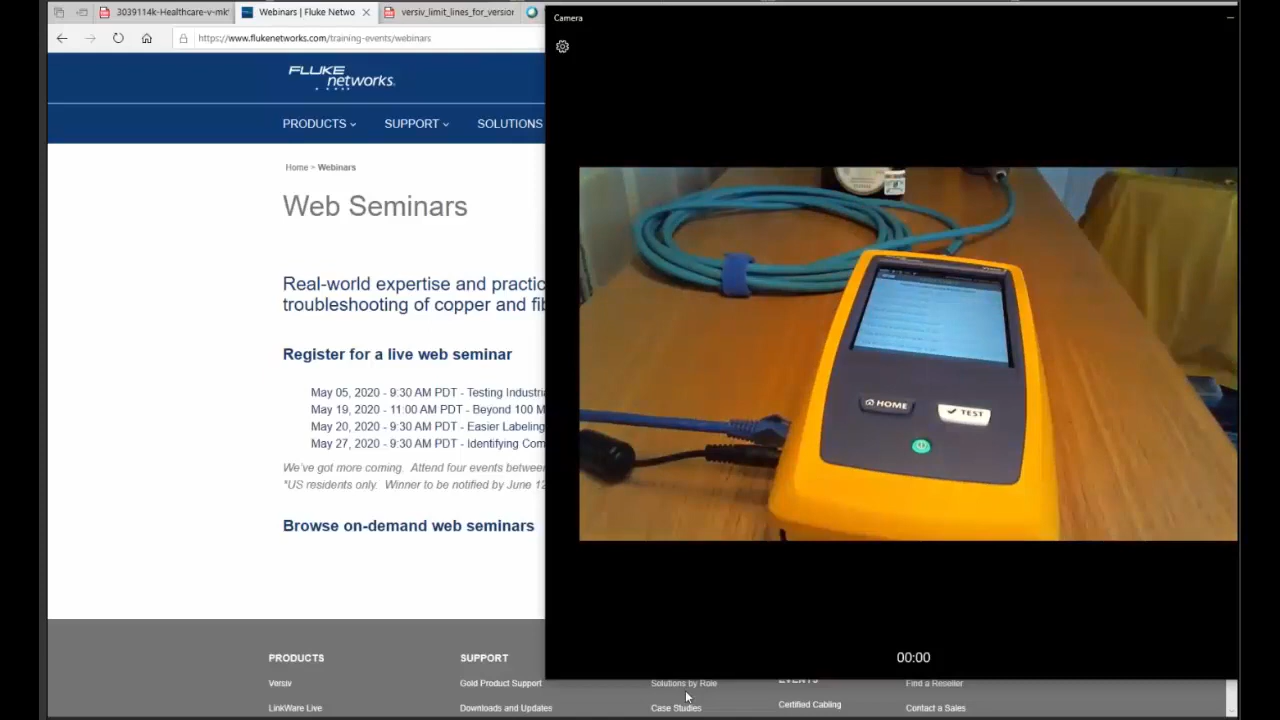 3039114k-Healthcare-v-mk
Webinars | Fluke Netwo
versiv_limit_lines_for_version
Camera
https://www.flukenetworks.com/training-events/webinars
FLUKE
networks.
PRODUCTS
SUPPORT
SOLUTIONS
Home > Webinars
Web Seminars
Real-world expertise and practic
troubleshooting of copper and fib
Register for a live web seminar
May 05, 2020 - 9:30 AM PDT - Testing Industria
May 19, 2020 - 11:00 AM PDT - Beyond 100 M
May 20, 2020 - 9:30 AM PDT - Easier Labeling
May 27, 2020 - 9:30 AM PDT - Identifying Com
We've got more coming. Attend four events between
*US residents only. Winner to be notified by June 12
Browse on-demand web seminars
HOME
TEST
00:00
PRODUCTS
SUPPORT
EVENTS
Versiv
Gold Product Support
Solutions by Role
Find a Reseller
LinkWare Live
Downloads and Updates
Case Studies
Certified Cabling
Contact a Sales